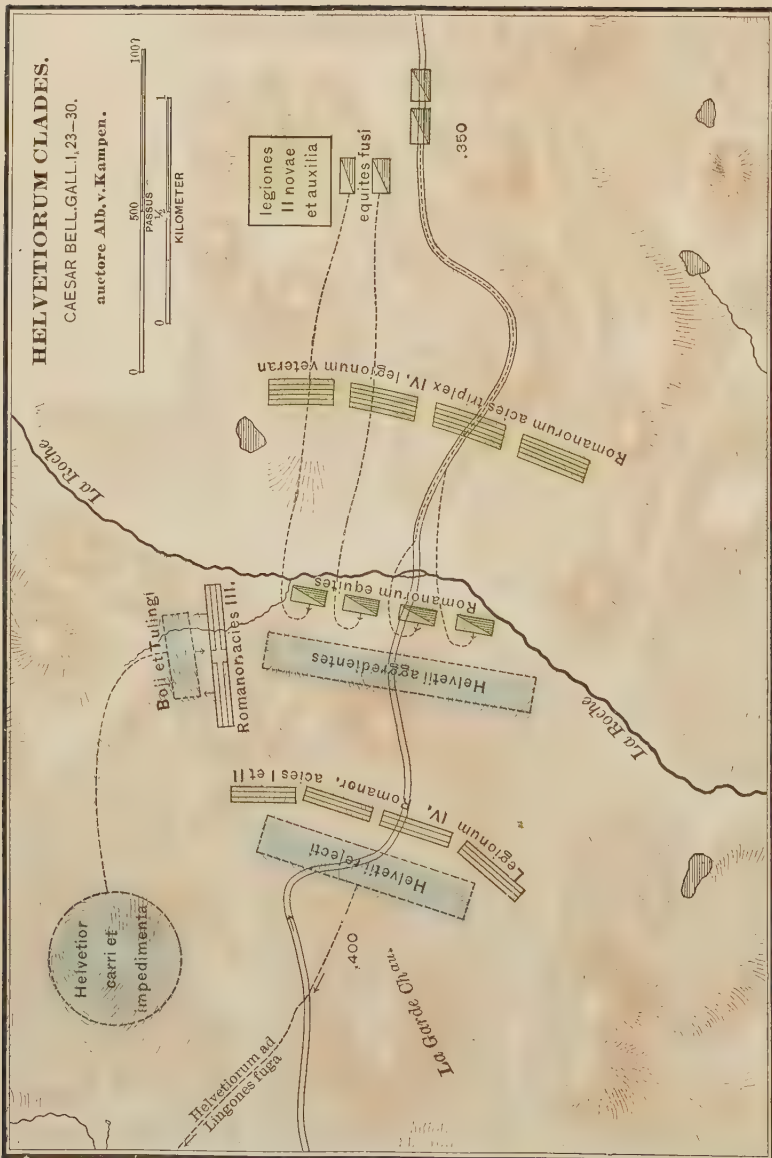 HELVETIORUM CLADES.
CAESAR BELL.GALL.I,23–30.
auctore Alb.v.Kampen.
0 500 1000
PASSUS
0 ½ 1
KILOMETER
legiones
II novae
et auxilia
equites fusi
.350
Romanorum acies triplex IV. legionum veteran
La Roche
Romanorum equites
Boji et Tulingi
Romanor.acies III.
Helvetii aggredientes
La Roche
Legionum IV. Romanor. acies I et II
Helvetii rejecti
Helvetior
carri et
impedimenta
.400
La Garde Chau.
Helvetiorum ad
Lingones fuga